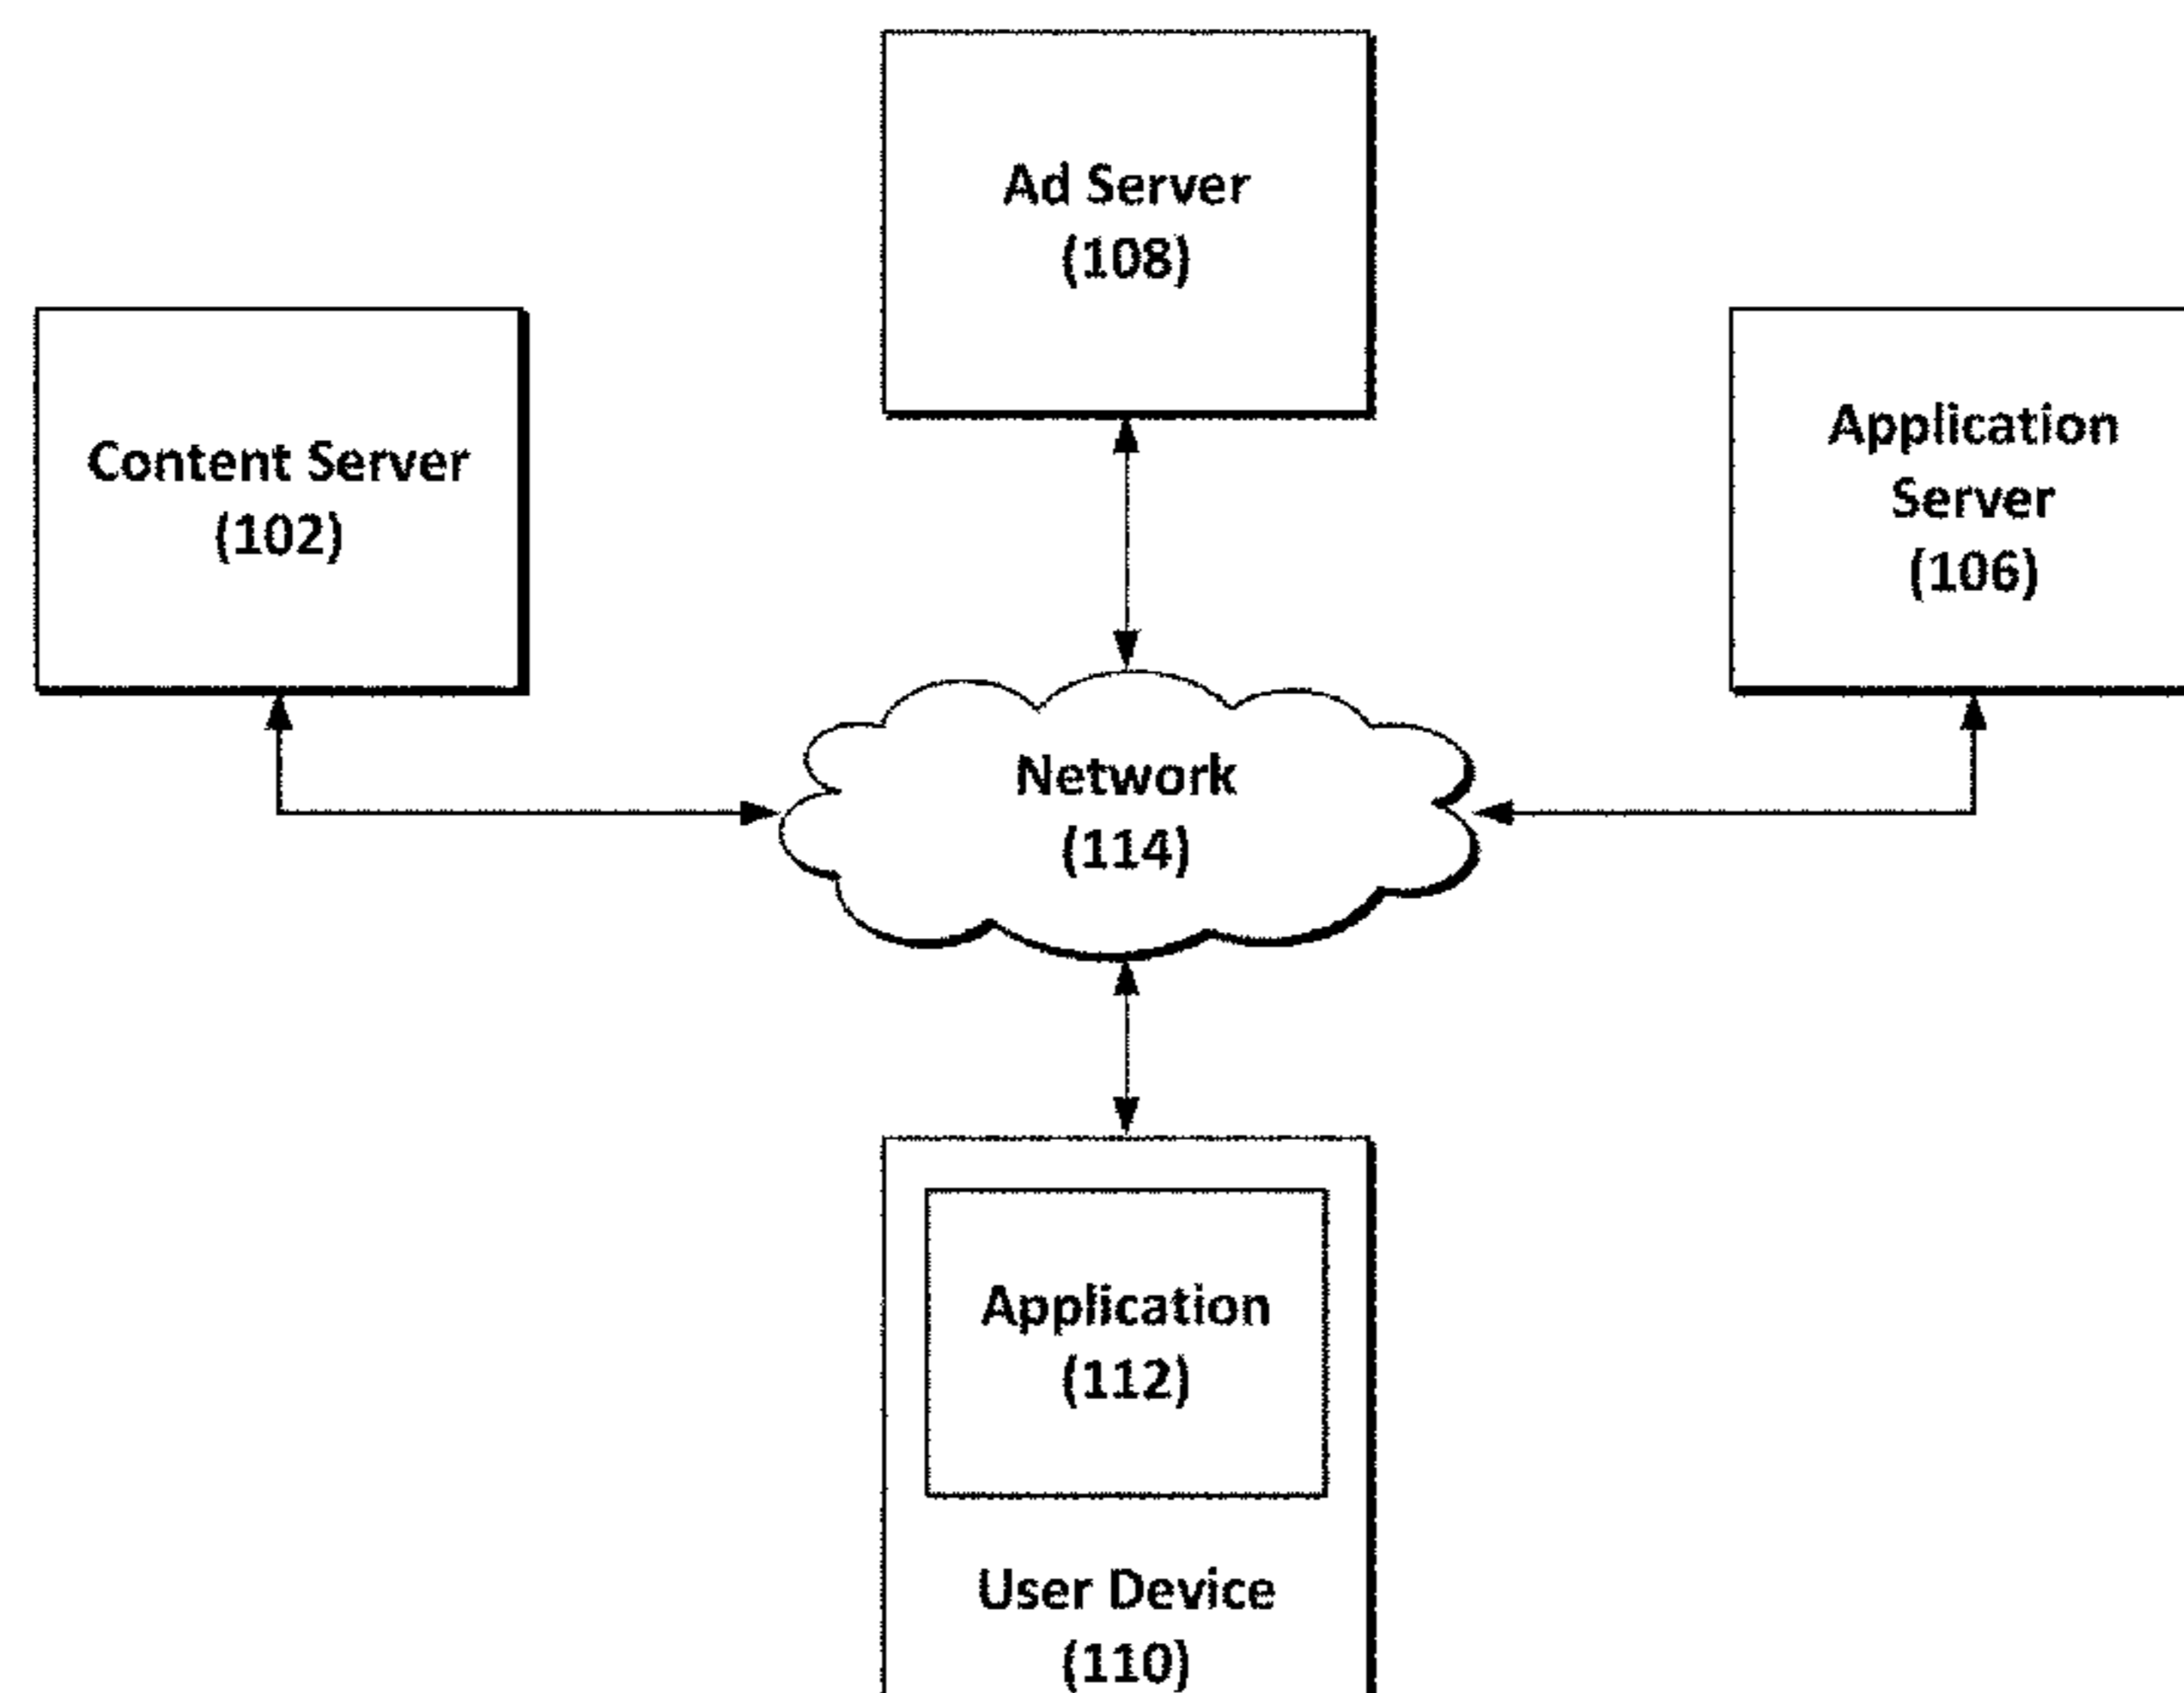 Ad Server
(108)
Content Server
(102)
Application
Server
(106)
Network
(114)
Application
(112)
User Device
(110)